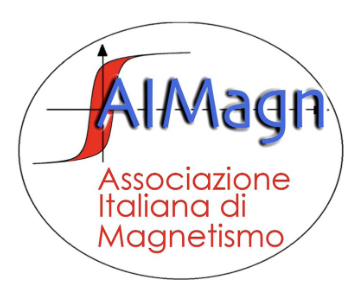 AIMagn
Associazione
Italiana di
Magnetismo